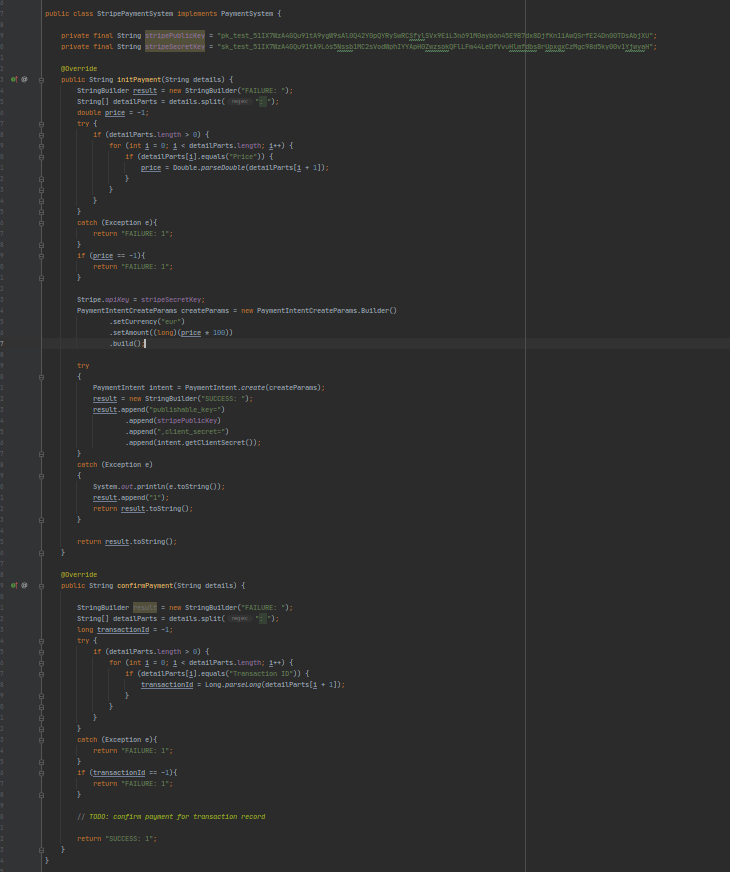 public class StripePaymentSystem implements PaymentSystem {
private final String stripePublicKey =
private final String stripeSecretKey =
@Override
public String initPayment(String details) {
StringBuilder result = new StringBuilder("FAILURE: ");
String[] detailParts = details.split( regex: ": ");
double price = -1;
try {
if (detailParts.length > 0) {
for (int i = 0; i < detailParts.length; i++) {
if (detailParts[i].equals("Price")) {
price = Double.parseDouble(detailParts[i + 1]);
}
}
}
}
catch (Exception e){
return "FAILURE: 1";
}
if (price == -1){
return "FAILURE: 1";
}
Stripe.apiKey = stripeSecretKey;
PaymentIntentCreateParams createParams = new PaymentIntentCreateParams.Builder()
.setCurrency("eur")
.setAmount((long)(price * 100))
.build();
try
{
PaymentIntent intent = PaymentIntent.create(createParams);
result = new StringBuilder("SUCCESS: ");
result.append("publishable_key=")
.append(stripePublicKey)
.append(",client_secret=")
.append(intent.getClientSecret());
}
catch (Exception e)
{
System.out.println(e.toString());
result.append("1");
return result.toString();
}
return result.toString();
}
@Override
public String confirmPayment(String details) {
StringBuilder result = new StringBuilder("FAILURE: ");
String[] detailParts = details.split( regex: ": ");
long transactionId = -1;
try {
if (detailParts.length > 0) {
for (int i = 0; i < detailParts.length; i++) {
if (detailParts[i].equals("Transaction ID")) {
transactionId = Long.parseLong(detailParts[i + 1]);
}
}
}
}
catch (Exception e){
return "FAILURE: 1";
}
if (transactionId == -1){
return "FAILURE: 1";
}
// TODO: confirm payment for transaction record
return "SUCCESS: 1";
}
}